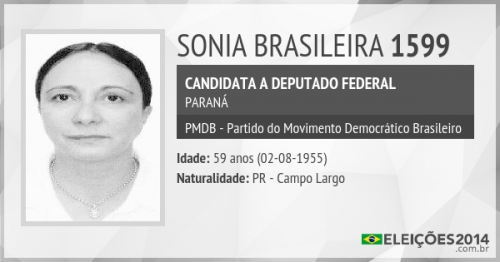 SONIA BRASILEIRA 1599
CANDIDATA A DEPUTADO FEDERAL
PARANÁ
PMDB - Partido do Movimento Democrático Brasileiro
Idade: 59 anos (02-08-1955)
Naturalidade: PR - Campo Largo
ELEIÇÕES2014
.com.br